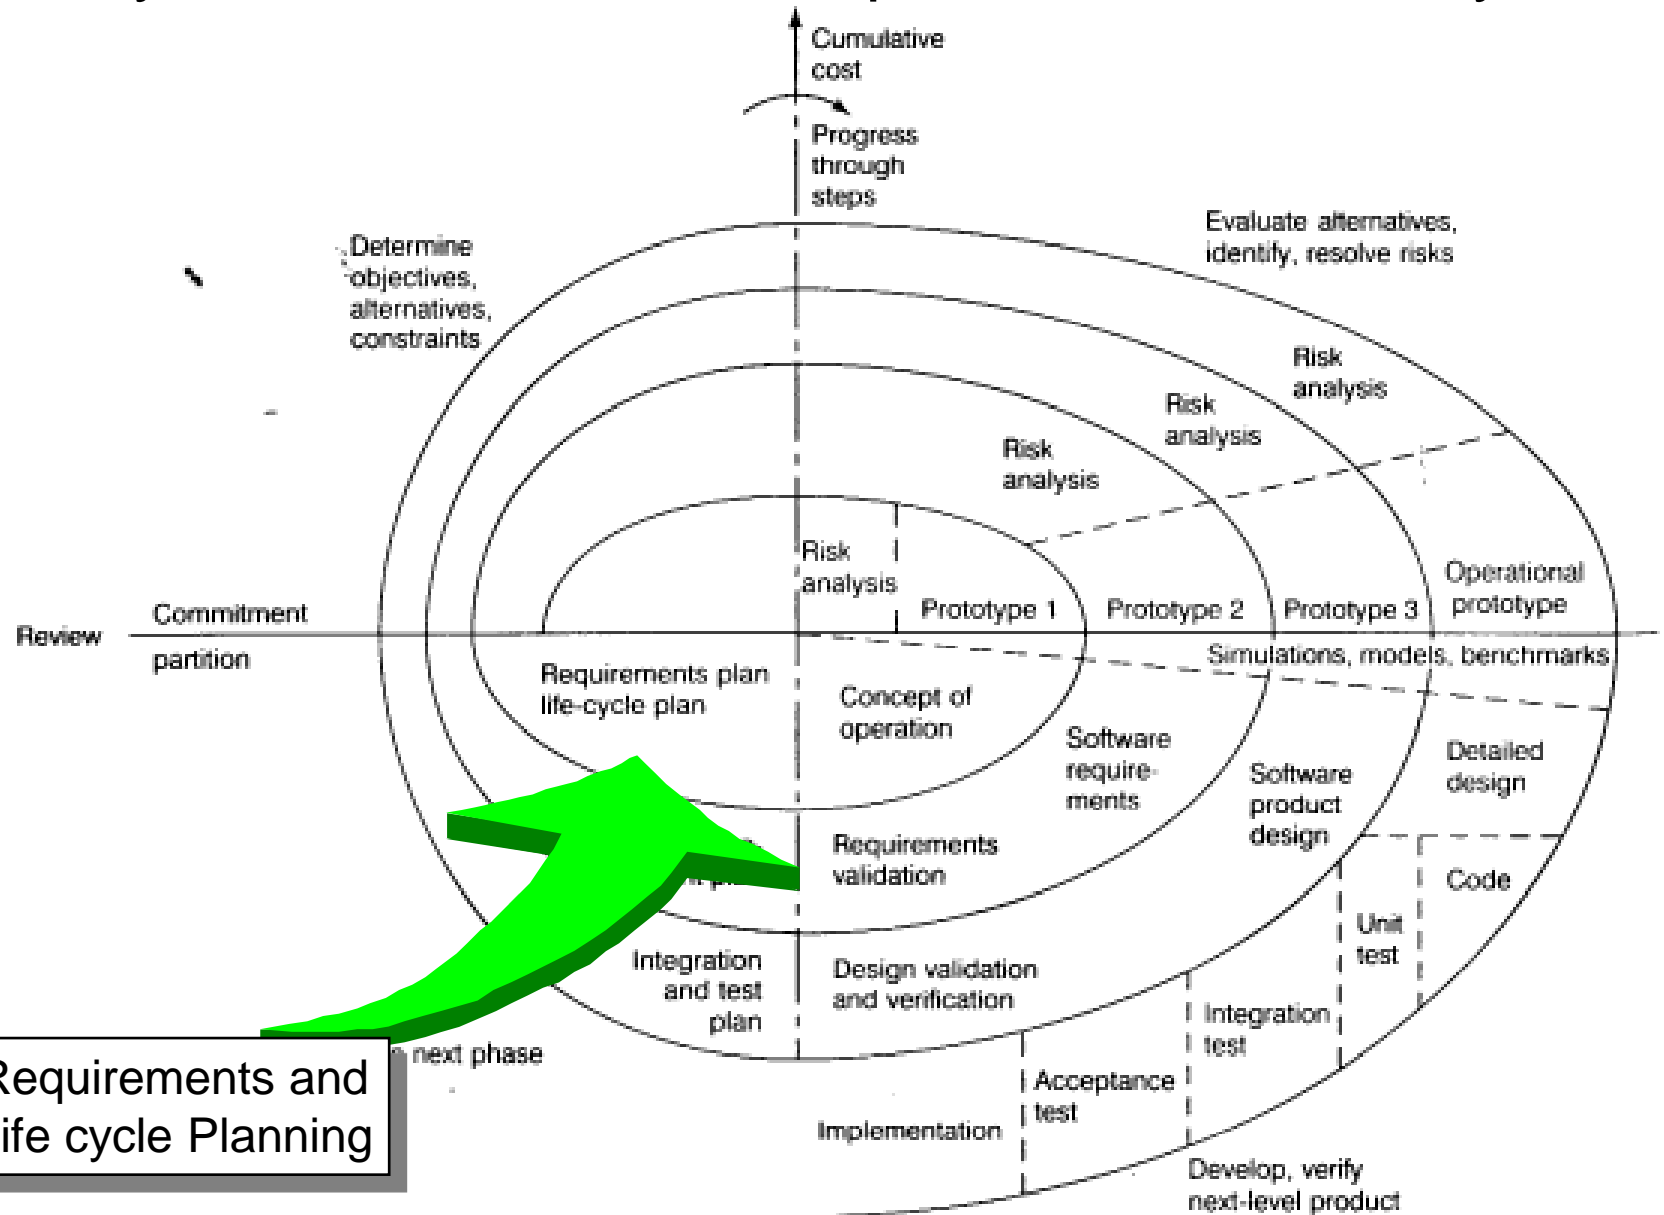 Cumulative
cost
Progress
through
steps
Evaluate alternatives,
identify, resolve risks
Determine
objectives,
alternatives,
constraints
Risk
analysis
Risk
analysis
Risk
analysis
Risk
analysis
Operational
prototype
Prototype 1
Prototype 2
Prototype 3
Commitment
Review
partition
Simulations, models, benchmarks
Requirements plan
life-cycle plan
Concept of
operation
Software
require-
ments
Software
product
design
Detailed
design
Requirements
validation
Code
Unit
test
Integration
and test
plan
Design validation
and verification
Integration
test
next phase
Requirements and
life cycle Planning
Acceptance
test
Implementation
Develop, verify
next-level product